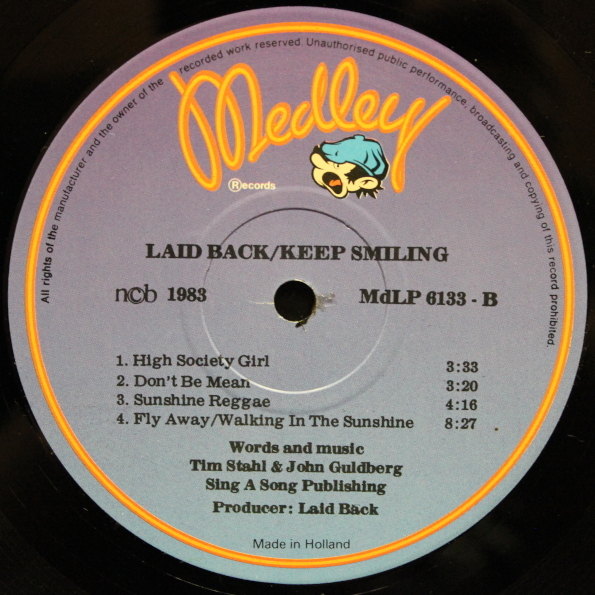 All rights of the manufacturer and the owner of the recorded work reserved. Unauthorised public performance, broadcasting and copying of this record prohibited.
Medley
Ⓡecords
LAID BACK/KEEP SMILING
n©b 1983 MdLP 6133 - B
1. High Society Girl 3:33
2. Don't Be Mean 3:20
3. Sunshine Reggae 4:16
4. Fly Away/Walking In The Sunshine 8:27
Words and music
Tim Stahl & John Guldberg
Sing A Song Publishing
Producer: Laid Back
Made in Holland